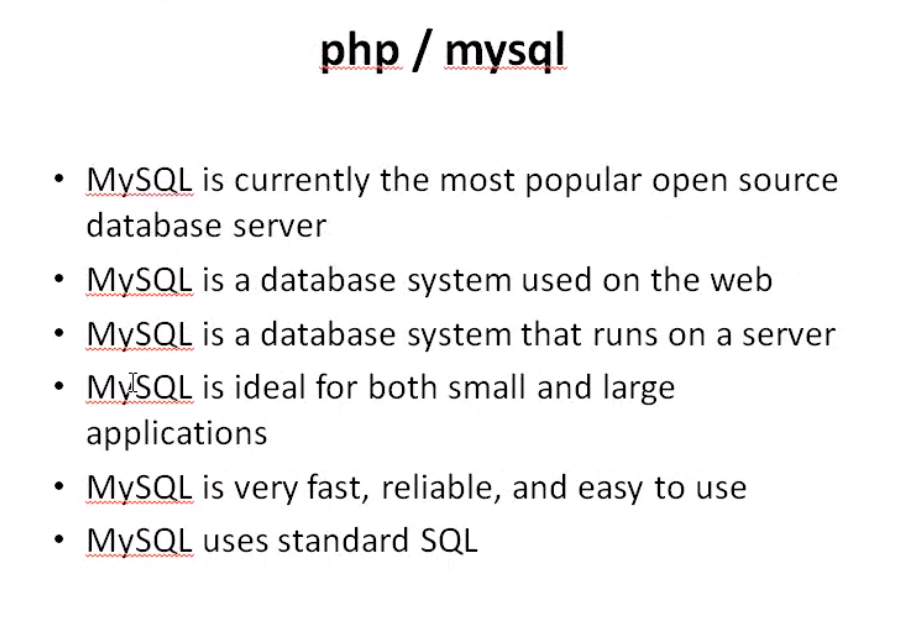 php / mysql
• MySQL is currently the most popular open source
database server
• MySQL is a database system used on the web
• MySQL is a database system that runs on a server
• MySQL is ideal for both small and large
applications
• MySQL is very fast, reliable, and easy to use
• MySQL uses standard SQL